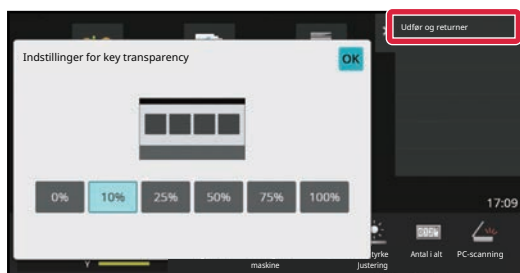 Udfør og returner
Indstillinger for key transparency
OK
0%
10%
25%
50%
75%
100%
17:09
Y
maskine
tyrke
Justering
Antal i alt
PC-scanning